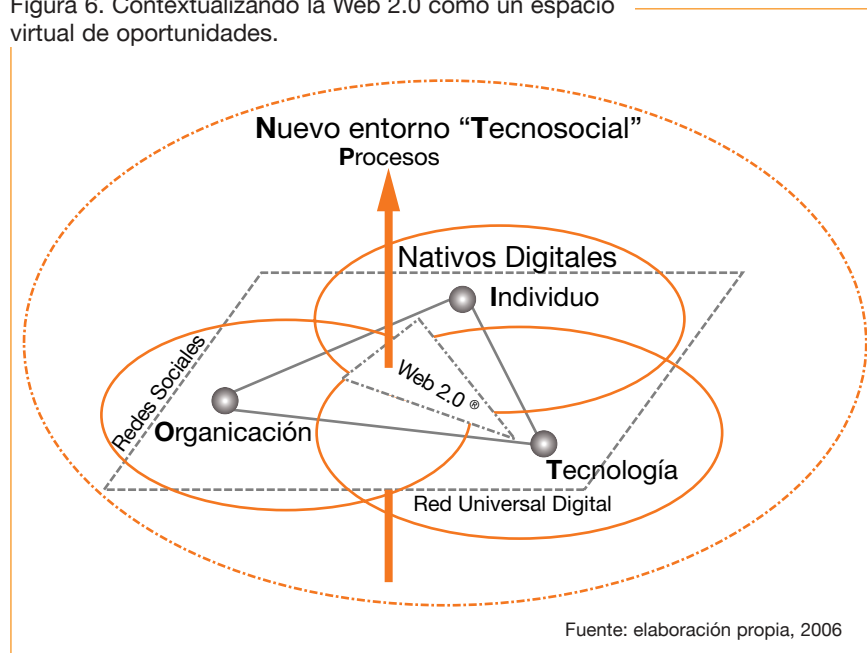 Figura 6. Contextualizando la Web 2.0 como un espacio
virtual de oportunidades.
Nuevo entorno “Tecnosocial”
Procesos
Nativos Digitales
Individuo
Redes Sociales
Web 2.0 ®
Organicación
Tecnología
Red Universal Digital
Fuente: elaboración propia, 2006